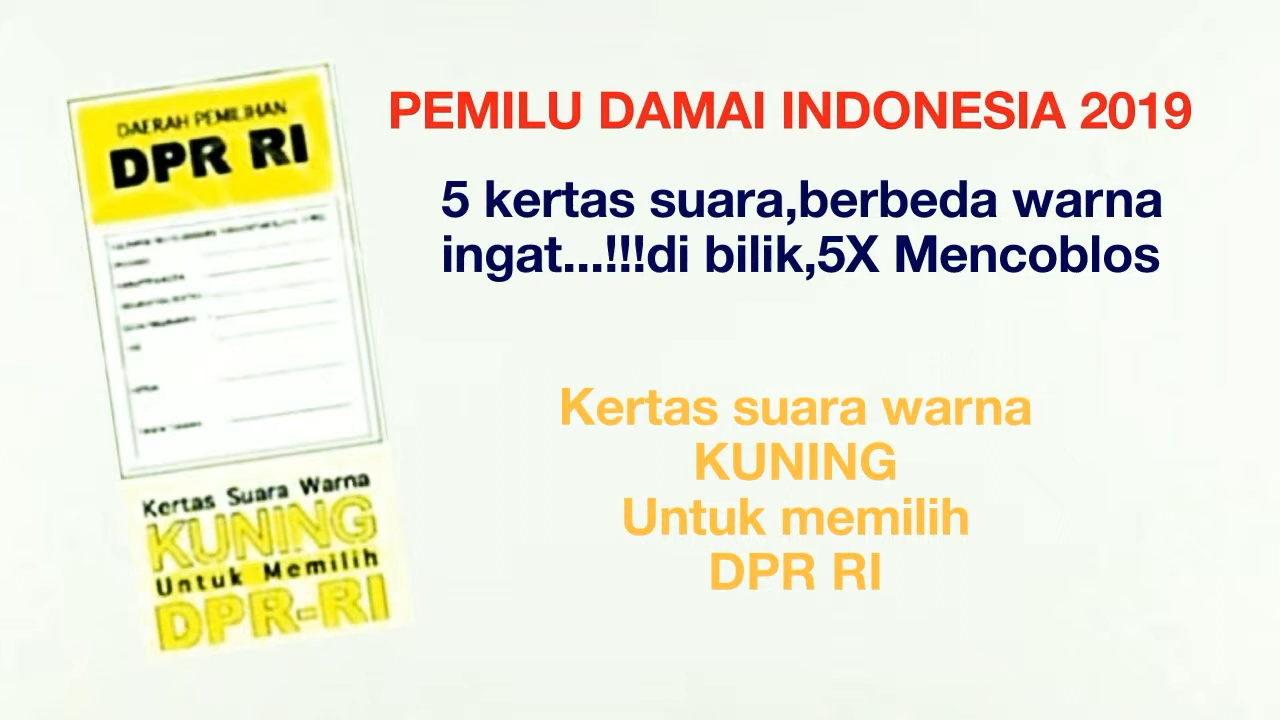 DAERAH PEMILIHAN
DPR RI
Kertas Suara Warna
KUNING
Untuk Memilih
DPR-RI
PEMILU DAMAI INDONESIA 2019
5 kertas suara,berbeda warna
ingat...!!!di bilik,5X Mencoblos
Kertas suara warna
KUNING
Untuk memilih
DPR RI